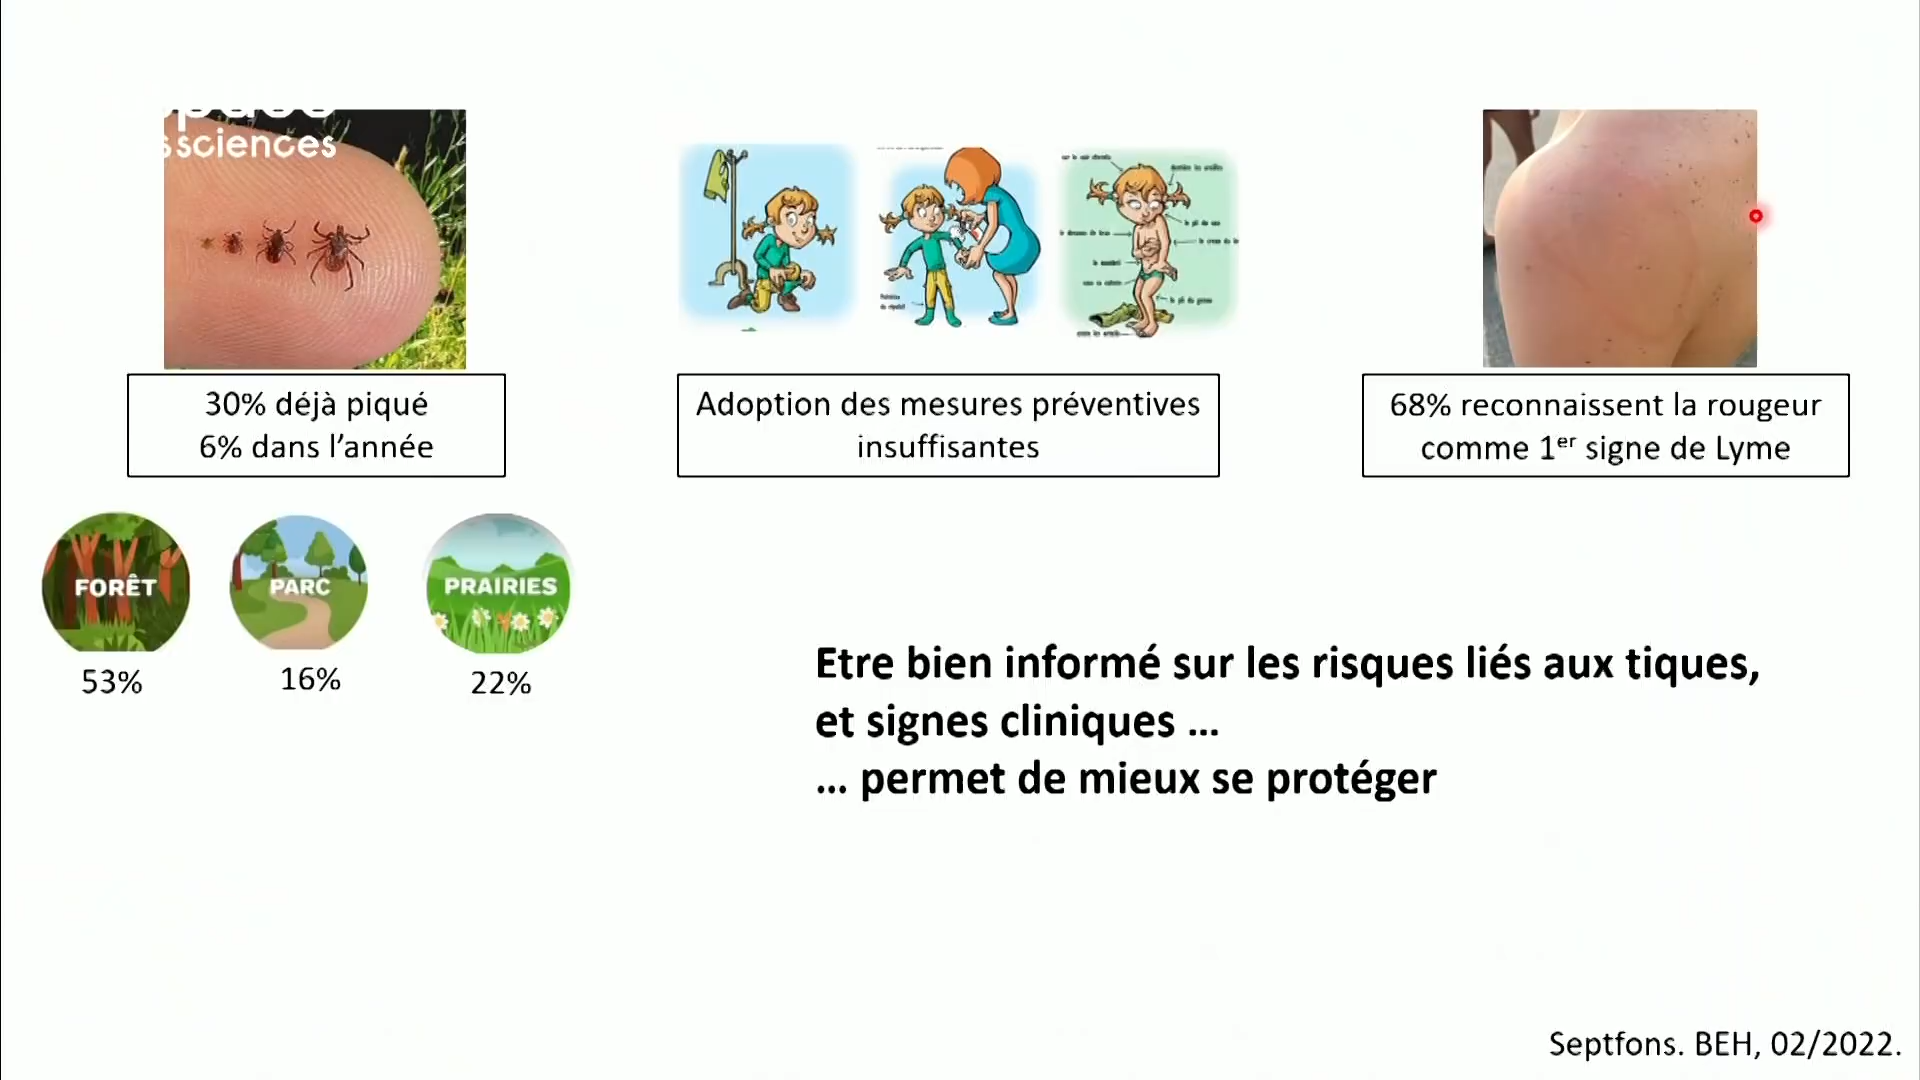 sciences
30% déjà piqué
6% dans l’année
Adoption des mesures préventives
insuffisantes
68% reconnaissent la rougeur
comme 1er signe de Lyme
FORÊT
PARC
PRAIRIES
53%
16%
22%
Etre bien informé sur les risques liés aux tiques,
et signes cliniques ...
... permet de mieux se protéger
Septfons. BEH, 02/2022.